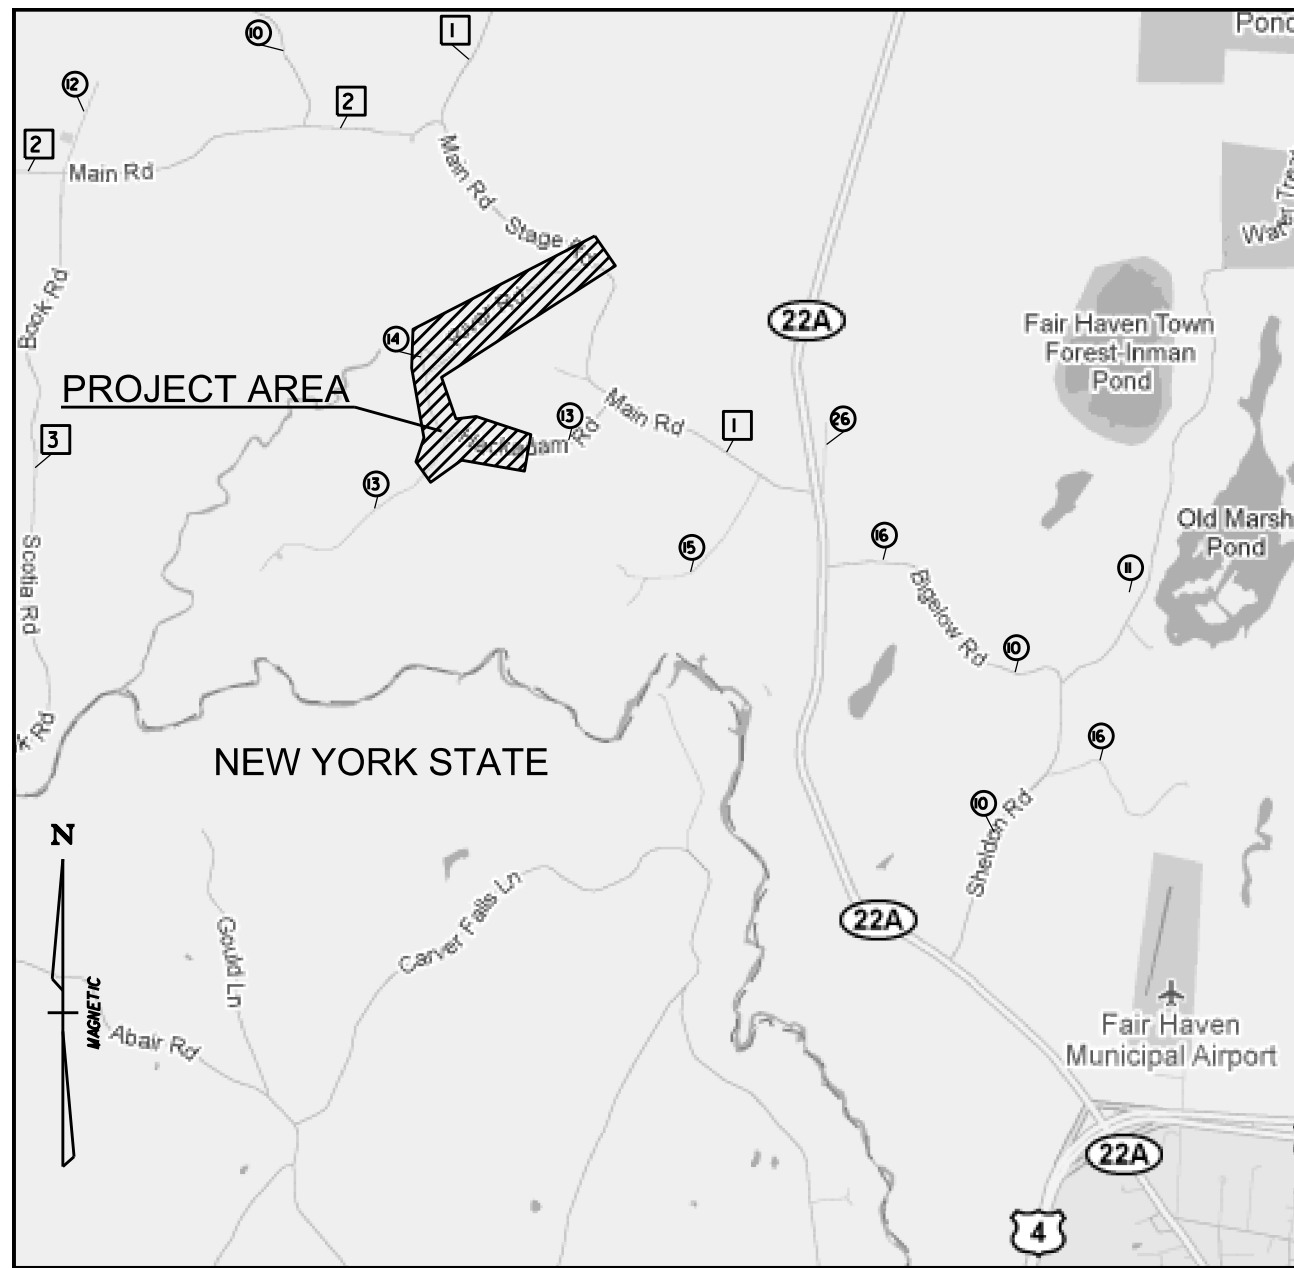 Pond
10
1
12
2
2
Main Rd
Main Rd
Stage Rd
Book Rd
River Rd
22A
Fair Haven Town
Forest-Inman
Pond
14
PROJECT AREA
13
Main Rd
1
26
3
13
Old Marsh
Pond
Scotia Rd
15
16
11
Bigelow Rd
10
k Rd
NEW YORK STATE
16
10
Sheldon Rd
N
MAGNETIC
Carver Falls Ln
22A
Gould Ln
Abair Rd
Fair Haven
Municipal Airport
22A
4